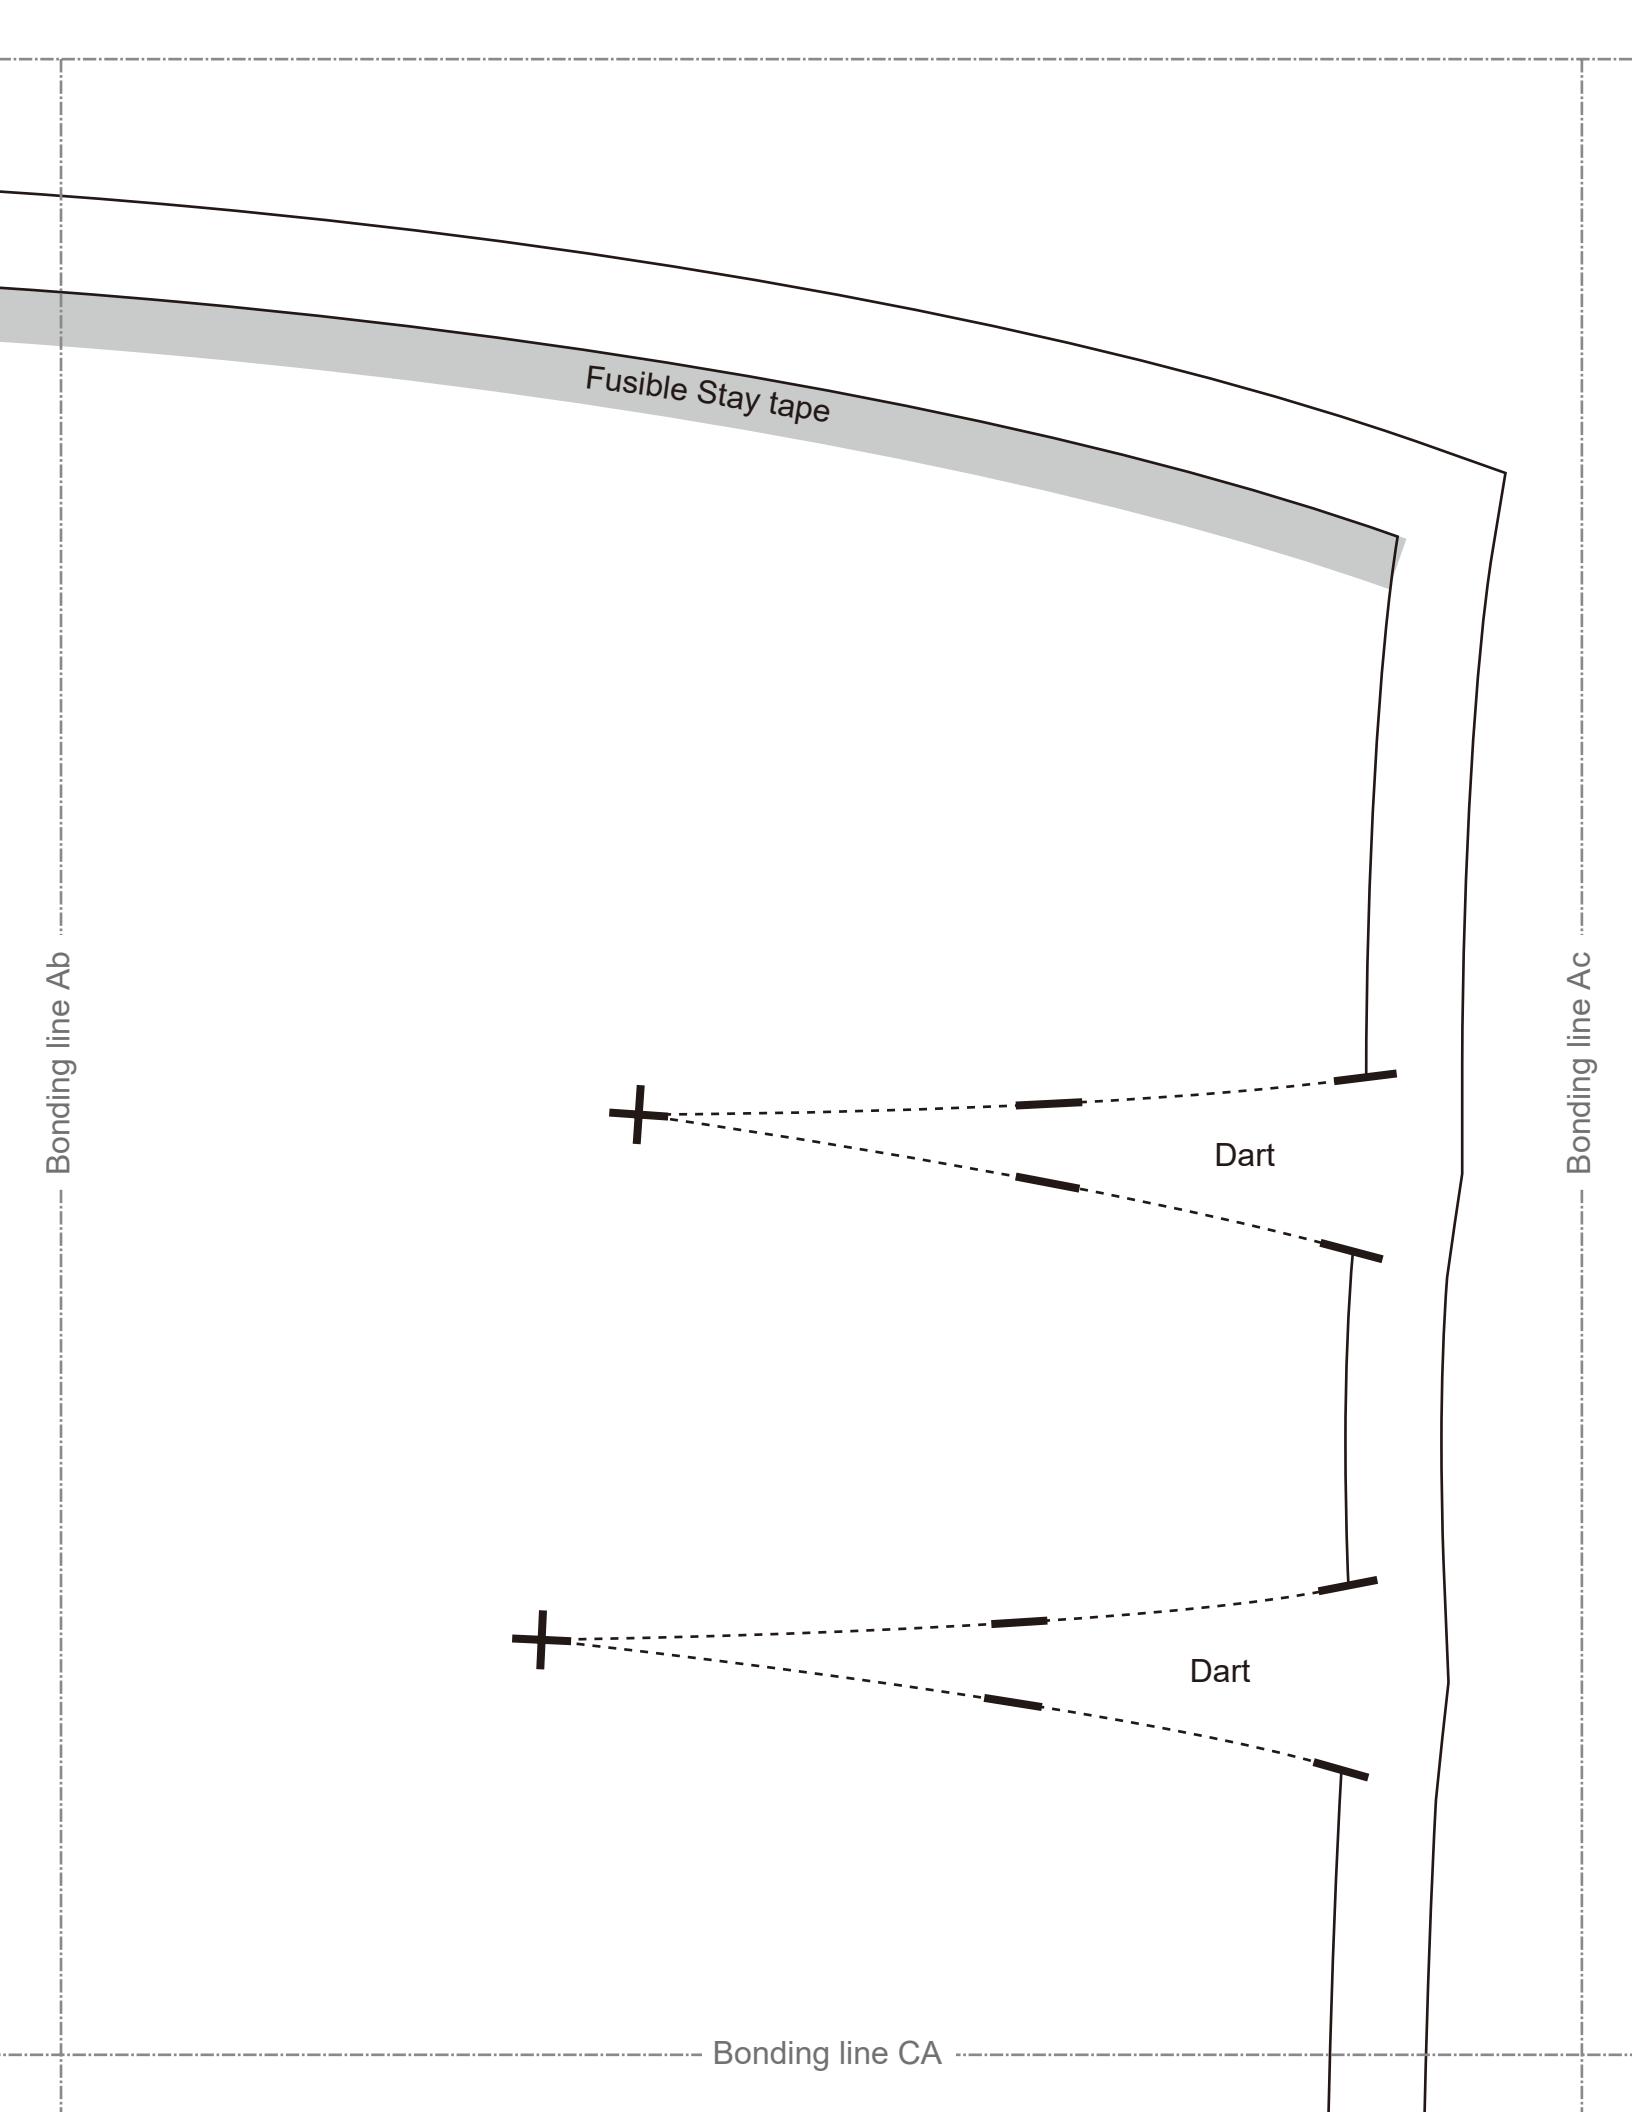 Fusible Stay tape
Bonding line Ab
Bonding line Ac
Dart
Dart
Bonding line CA